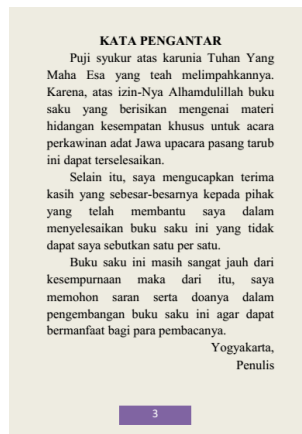 KATA PENGANTAR
Puji syukur atas karunia Tuhan Yang
Maha Esa yang teah melimpahkannya.
Karena, atas izin-Nya Alhamdulillah buku
saku yang berisikan mengenai materi
hidangan kesempatan khusus untuk acara
perkawinan adat Jawa upacara pasang tarub
ini dapat terselesaikan.
Selain itu, saya mengucapkan terima
kasih yang sebesar-besarnya kepada pihak
yang telah membantu saya dalam
menyelesaikan buku saku ini yang tidak
dapat saya sebutkan satu per satu.
Buku saku ini masih sangat jauh dari
kesempurnaan maka dari itu, saya
memohon saran serta doanya dalam
pengembangan buku saku ini agar dapat
bermanfaat bagi para pembacanya.
Yogyakarta,
Penulis
3